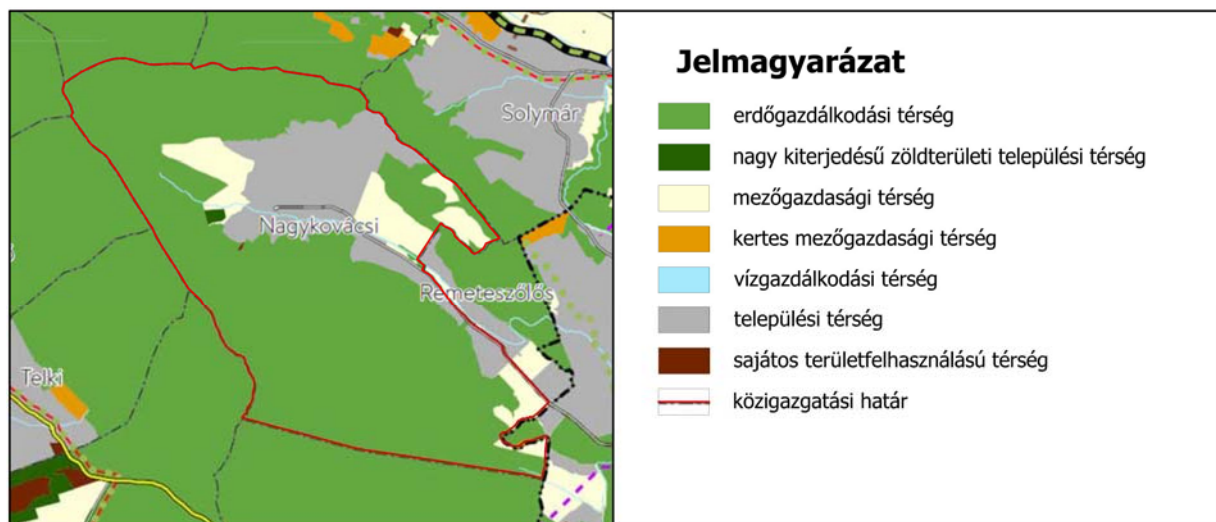 Solymár
Nagykovácsi
Remeteszőlős
Telki
Jelmagyarázat
erdőgazdálkodási térség
nagy kiterjedésű zöldterületi települési térség
mezőgazdasági térség
kertes mezőgazdasági térség
vízgazdálkodási térség
települési térség
sajátos területfelhasználású térség
közigazgatási határ